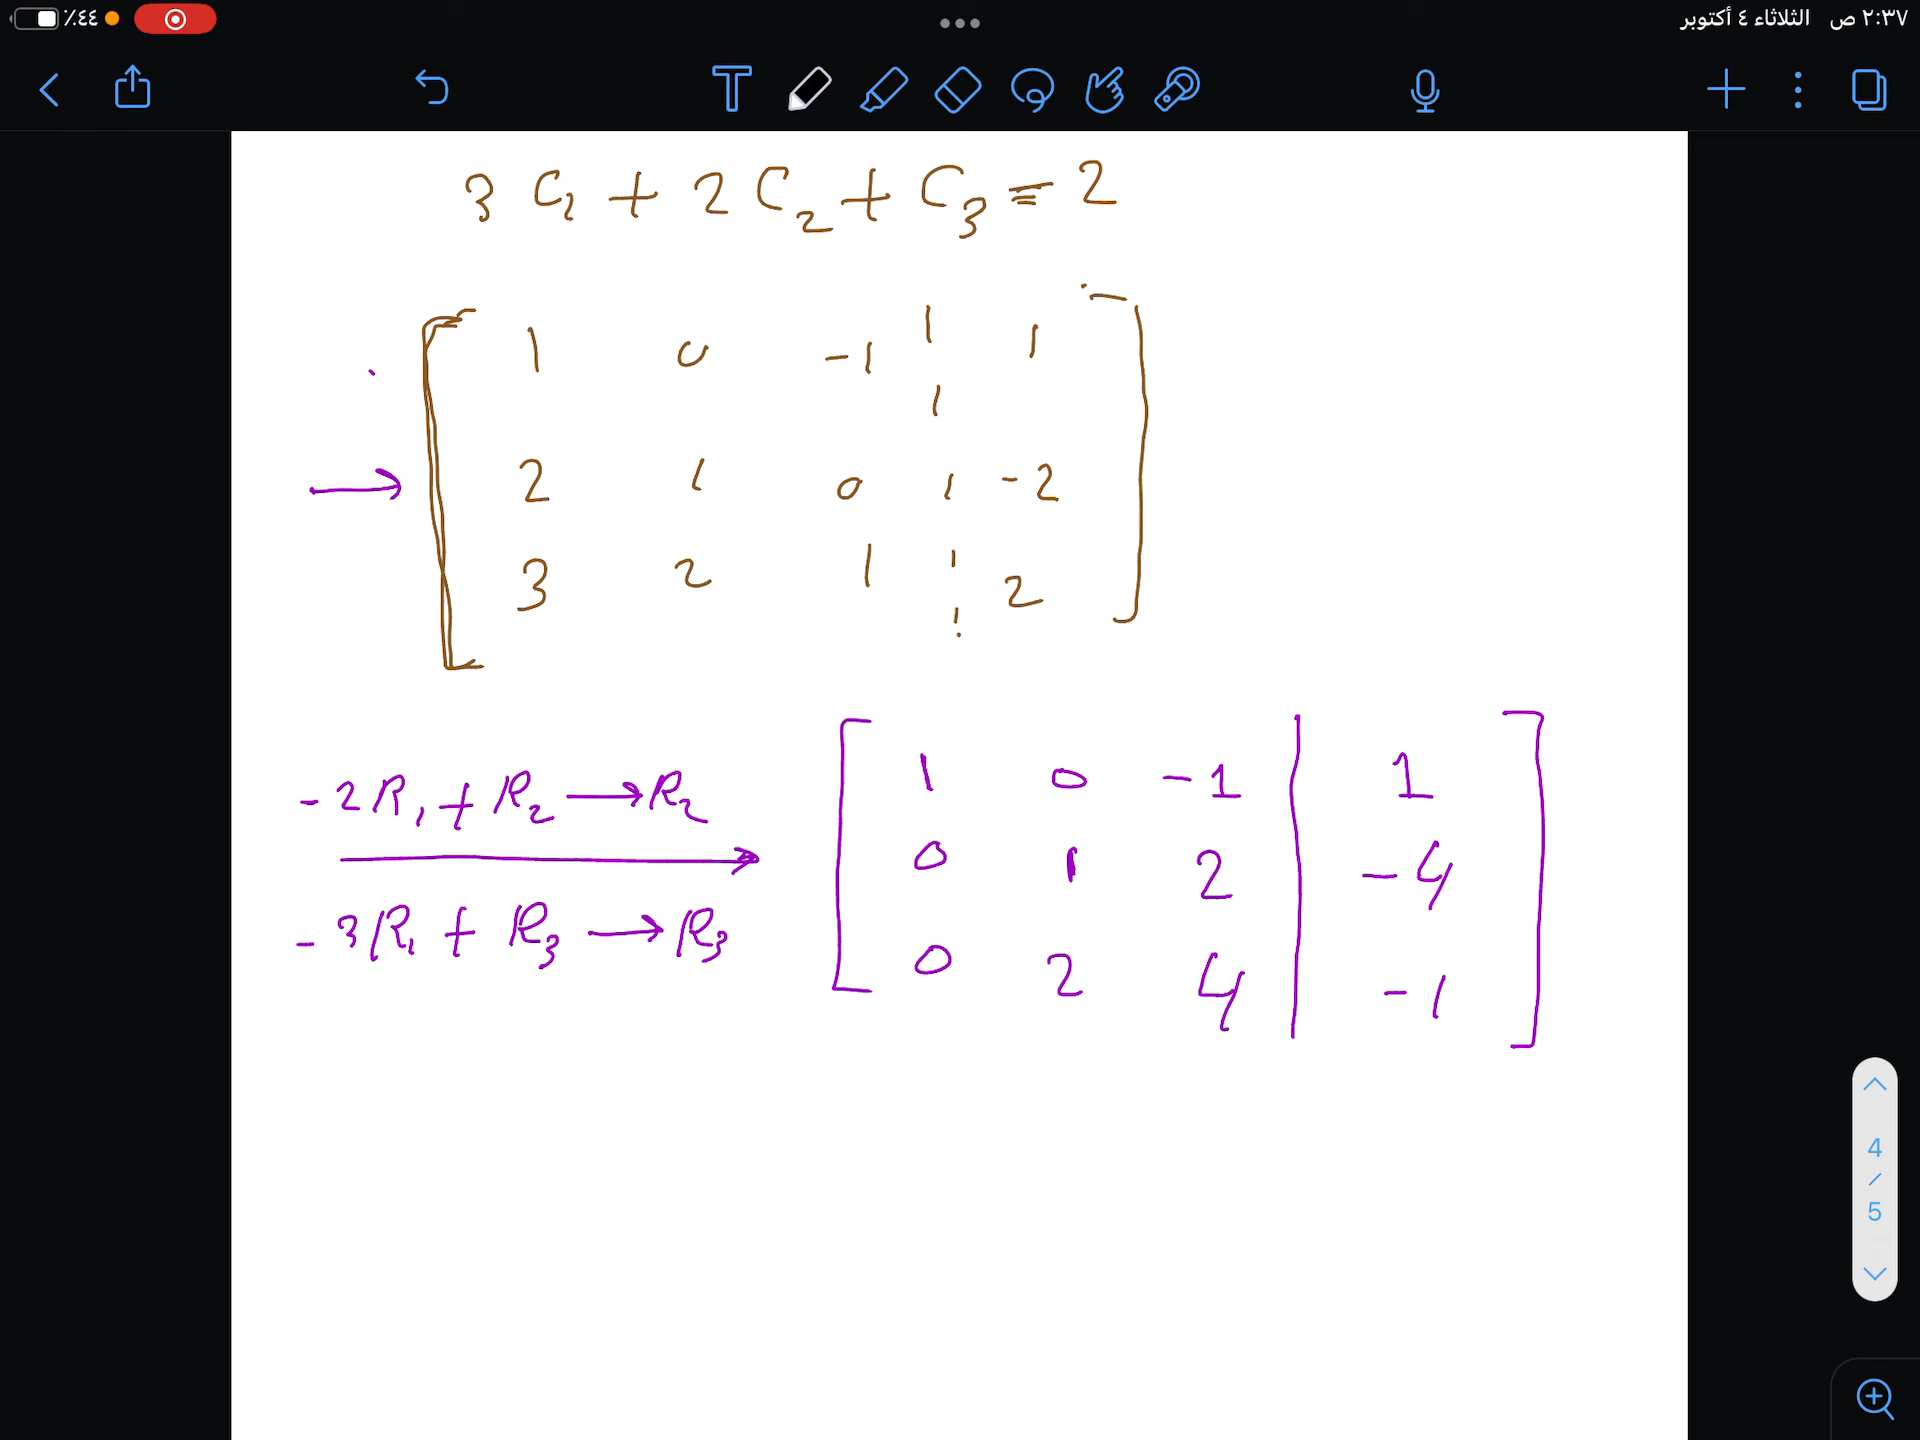 ٪٤٤ ٢:٣٧ ص الثلاثاء ٤ أكتوبر
T
3 C₁ + 2 C₂ + C₃ = 2
1 0 -1 | 1
2 1 0 | -2
3 2 1 | 2
-2R₁ + R₂ → R₂
-3R₁ + R₃ → R₃
1 0 -1 | 1
0 1 2 | -4
0 2 4 | -1
4
/
5